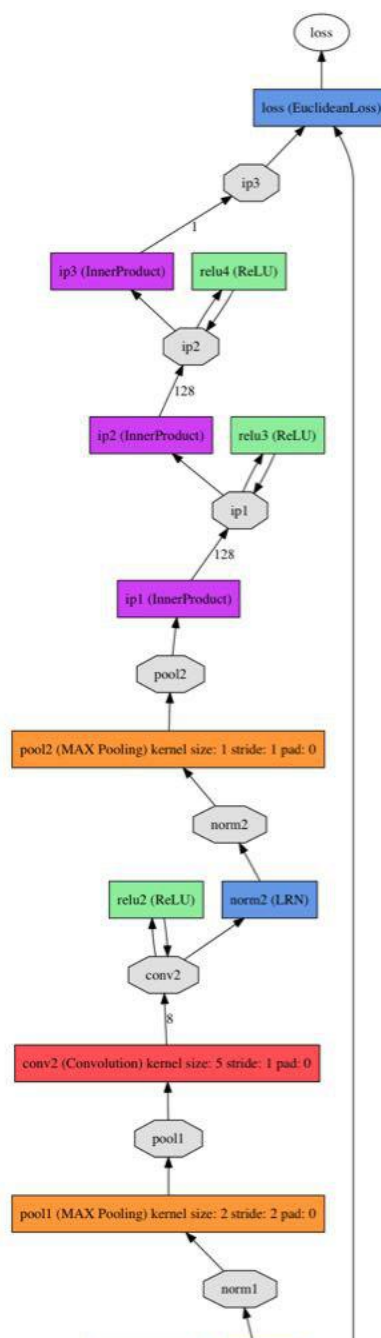 loss
loss (EuclideanLoss)
ip3
1
ip3 (InnerProduct)
relu4 (ReLU)
ip2
128
ip2 (InnerProduct)
relu3 (ReLU)
ip1
128
ip1 (InnerProduct)
pool2
pool2 (MAX Pooling) kernel size: 1 stride: 1 pad: 0
norm2
relu2 (ReLU)
norm2 (LRN)
conv2
8
conv2 (Convolution) kernel size: 5 stride: 1 pad: 0
pool1
pool1 (MAX Pooling) kernel size: 2 stride: 2 pad: 0
norm1